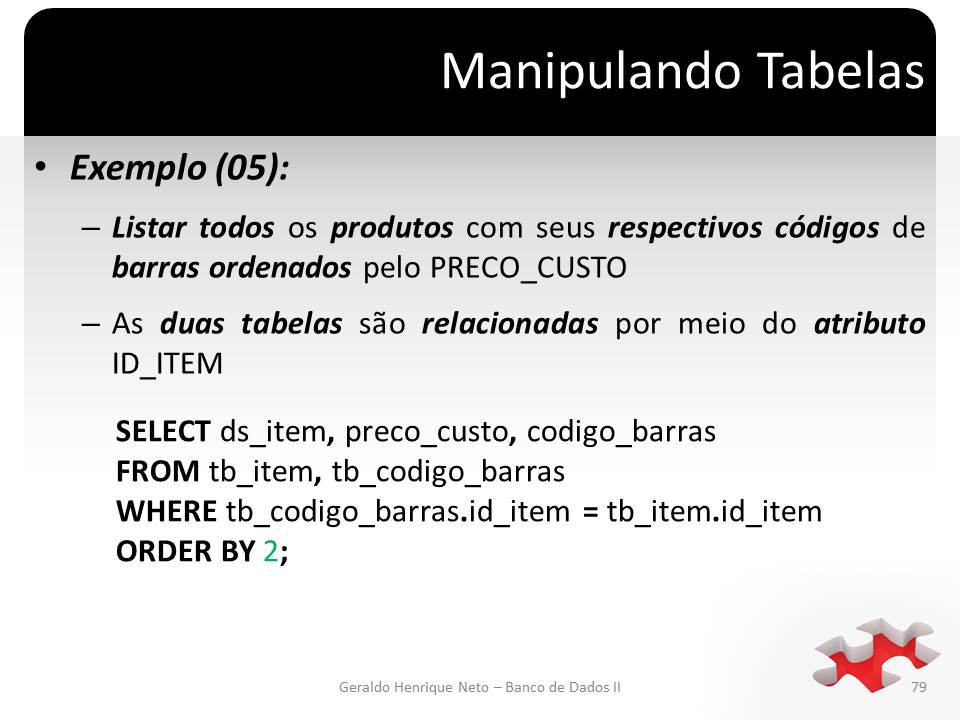 Manipulando Tabelas
• Exemplo (05):
– Listar todos os produtos com seus respectivos códigos de
barras ordenados pelo PRECO_CUSTO
– As duas tabelas são relacionadas por meio do atributo
ID_ITEM
SELECT ds_item, preco_custo, codigo_barras
FROM tb_item, tb_codigo_barras
WHERE tb_codigo_barras.id_item = tb_item.id_item
ORDER BY 2;
Geraldo Henrique Neto – Banco de Dados II
79